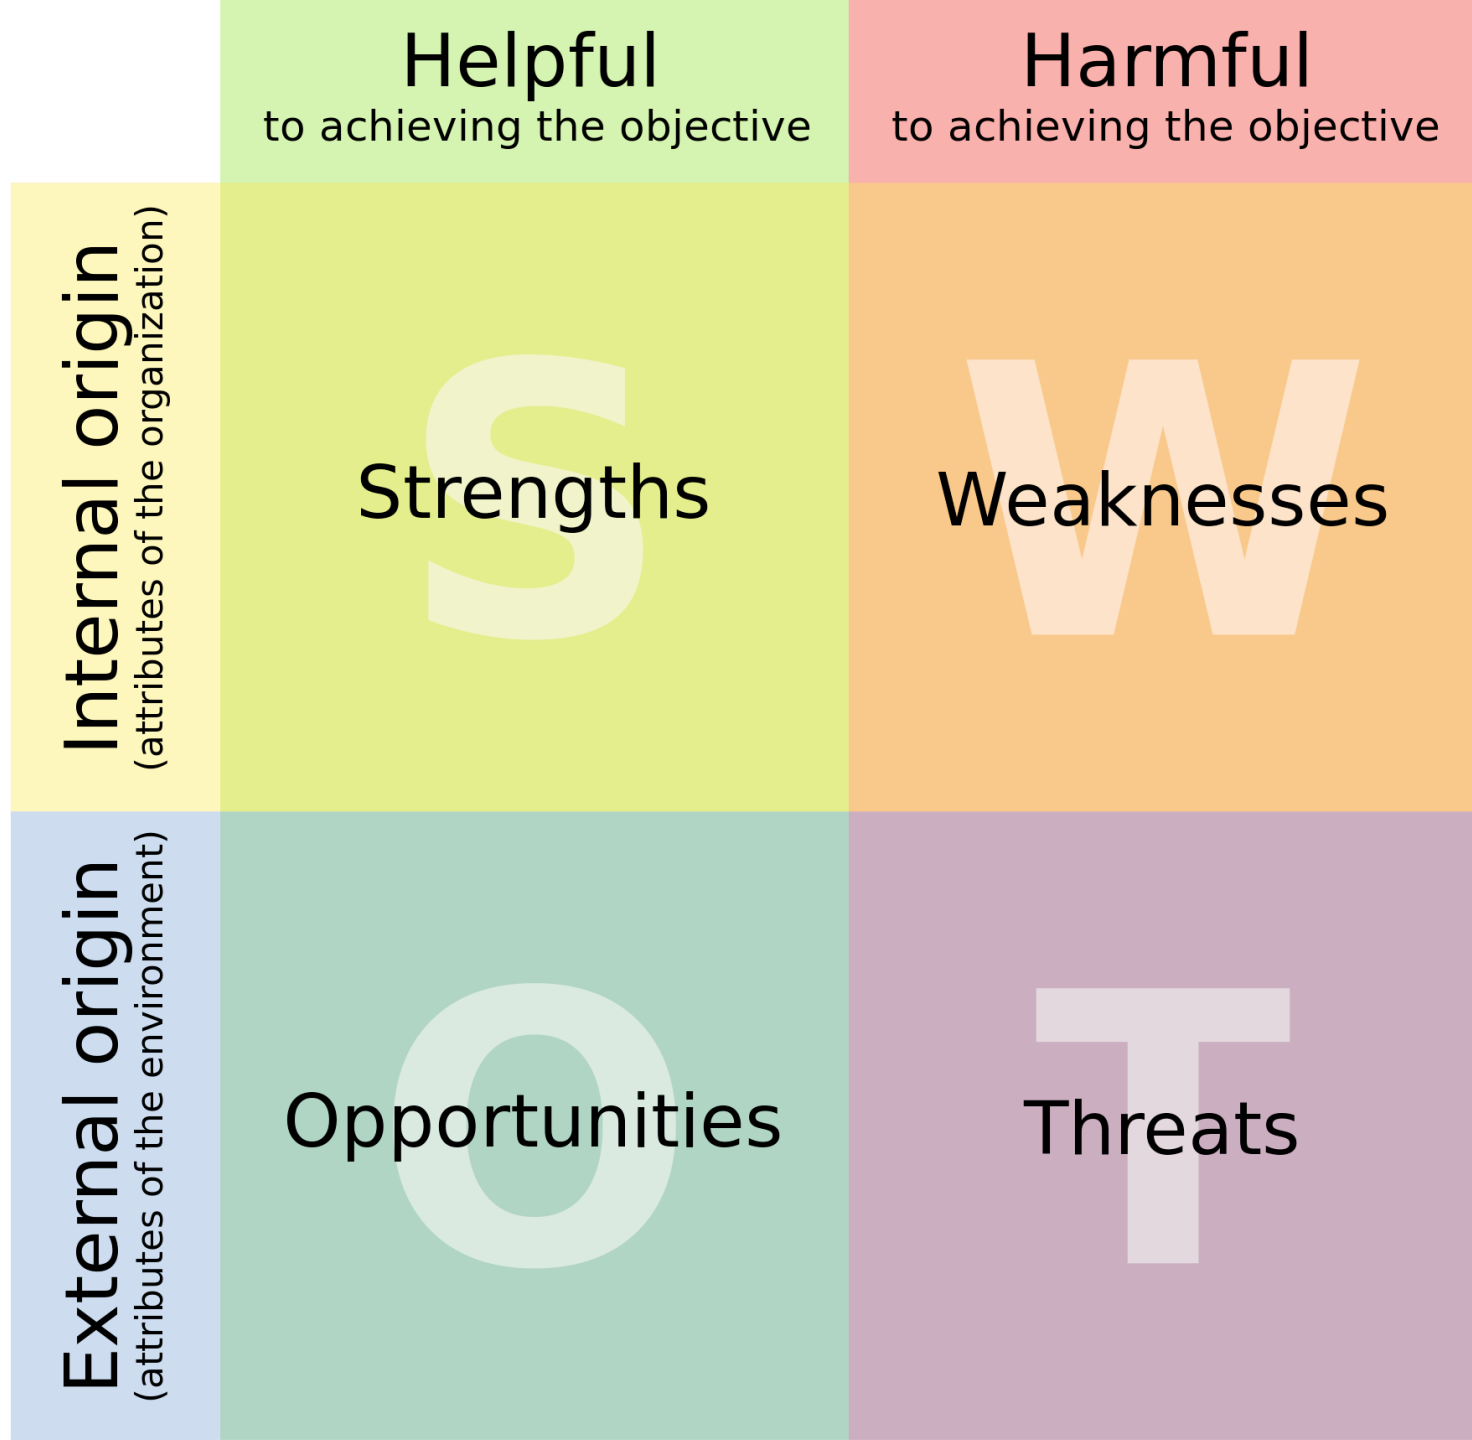 Helpful
to achieving the objective
Harmful
to achieving the objective
Internal origin
(attributes of the organization)
S
Strengths
W
Weaknesses
External origin
(attributes of the environment)
O
Opportunities
T
Threats